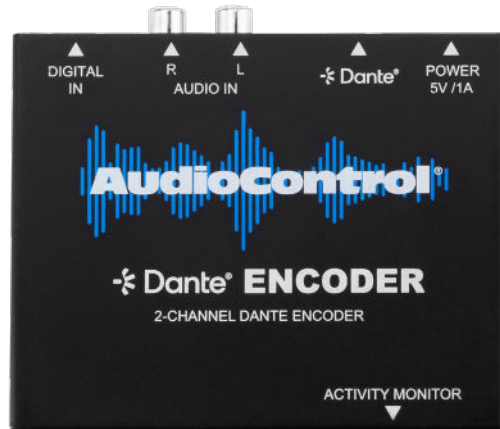 DIGITAL IN
R
L
AUDIO IN
Dante®
POWER 5V /1A
AudioControl®
Dante® ENCODER
2-CHANNEL DANTE ENCODER
ACTIVITY MONITOR